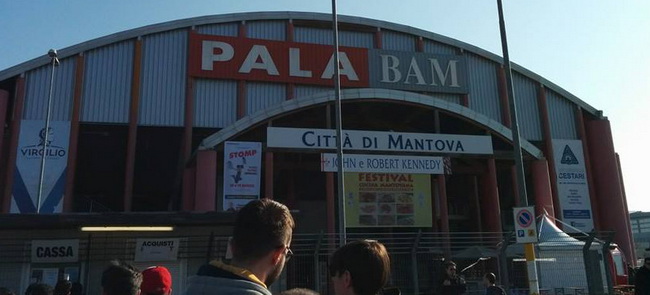 PALA BAM
CITTÀ DI MANTOVA
JOHN e ROBERT KENNEDY
VIRGILIO
STOMP
FESTIVAL
CESTARI
CASSA
ACQUISTI